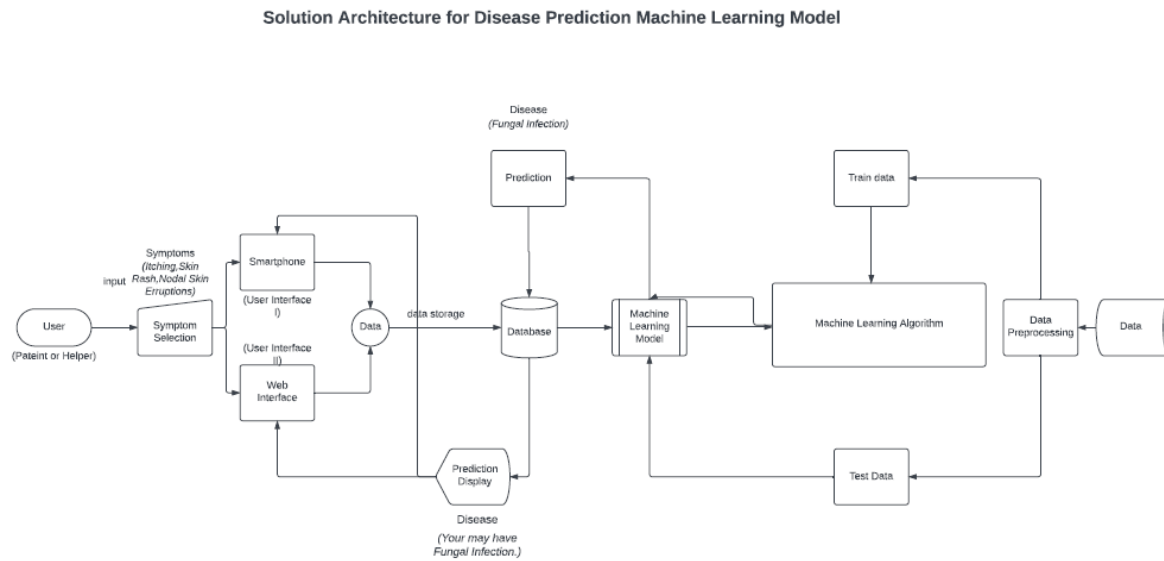 Solution Architecture for Disease Prediction Machine Learning Model
Disease
(Fungal Infection)
Prediction
Train data
Symptoms
(Itching,Skin
Rash,Nodal Skin
Erruptions)
input
Smartphone
(User Interface
I)
User
(Pateint or Helper)
Symptom
Selection
Data
data storage
Database
Machine
Learning
Model
Machine Learning Algorithm
Data
Preprocessing
Data
(User Interface
II)
Web
Interface
Prediction
Display
Test Data
Disease
(Your may have
Fungal Infection.)